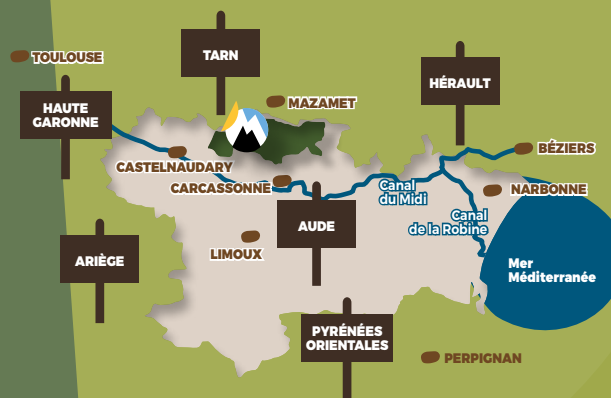 TARN
TOULOUSE
HÉRAULT
HAUTE
GARONNE
MAZAMET
BÉZIERS
CASTELNAUDARY
CARCASSONNE
Canal
du Midi
NARBONNE
Canal
de la Robine
AUDE
ARIÈGE
LIMOUX
Mer
Méditerranée
PYRÉNÉES
ORIENTALES
PERPIGNAN